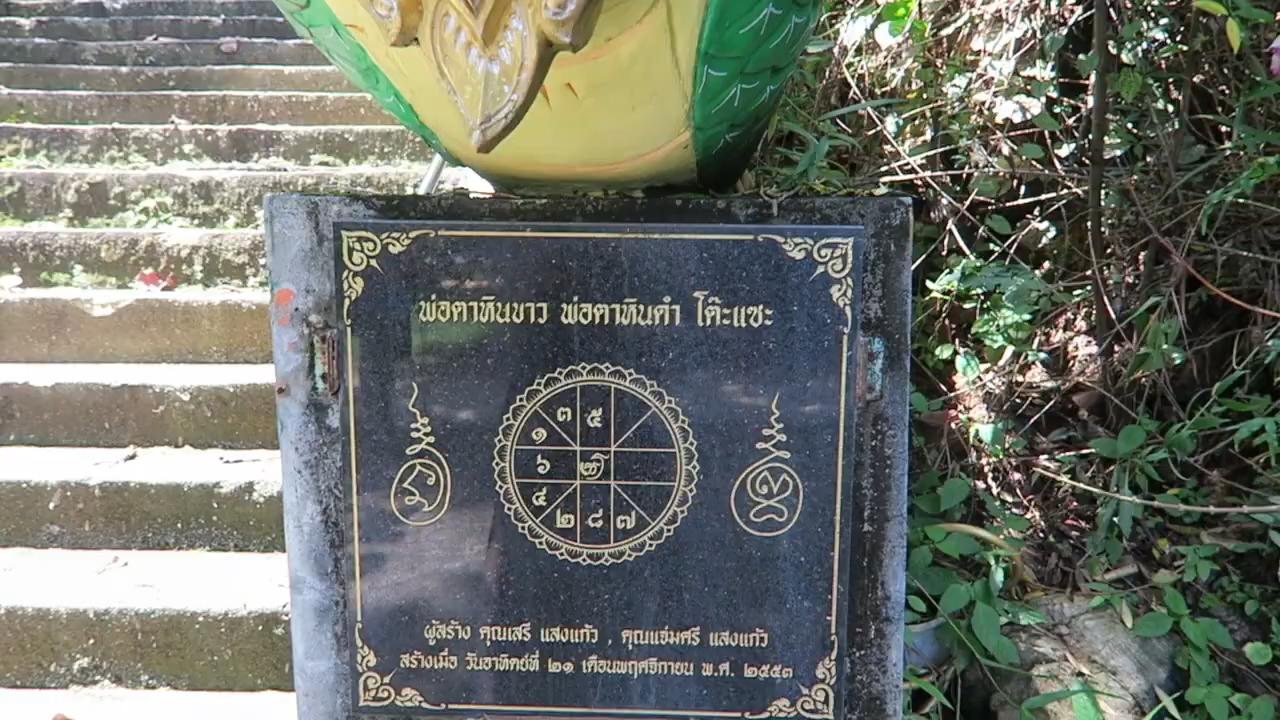 พ่อตาหินขาว พ่อตาหินดำ โต๊ะแซะ
๓ ๕
๑
๖
๔
๒ ๘ ๗
ผู้สร้าง คุณเสรี แสงแก้ว , คุณแช่มศรี แสงแก้ว
สร้างเมื่อ วันอาทิตย์ที่ ๒๑ เดือนพฤศจิกายน พ.ศ. ๒๕๕๓